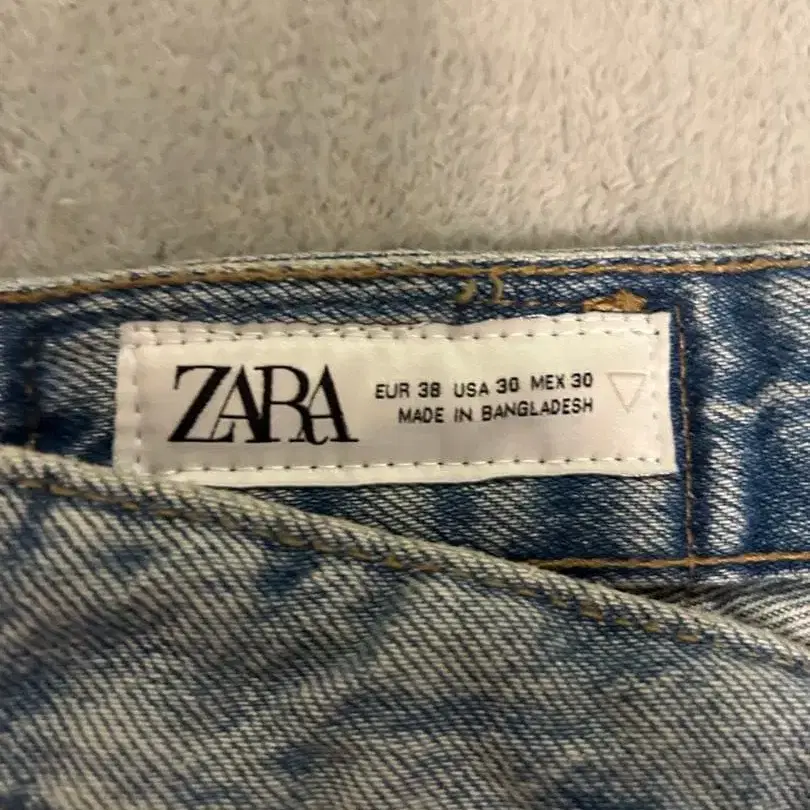 ZARA
EUR 38 USA 30 MEX 30
MADE IN BANGLADESH